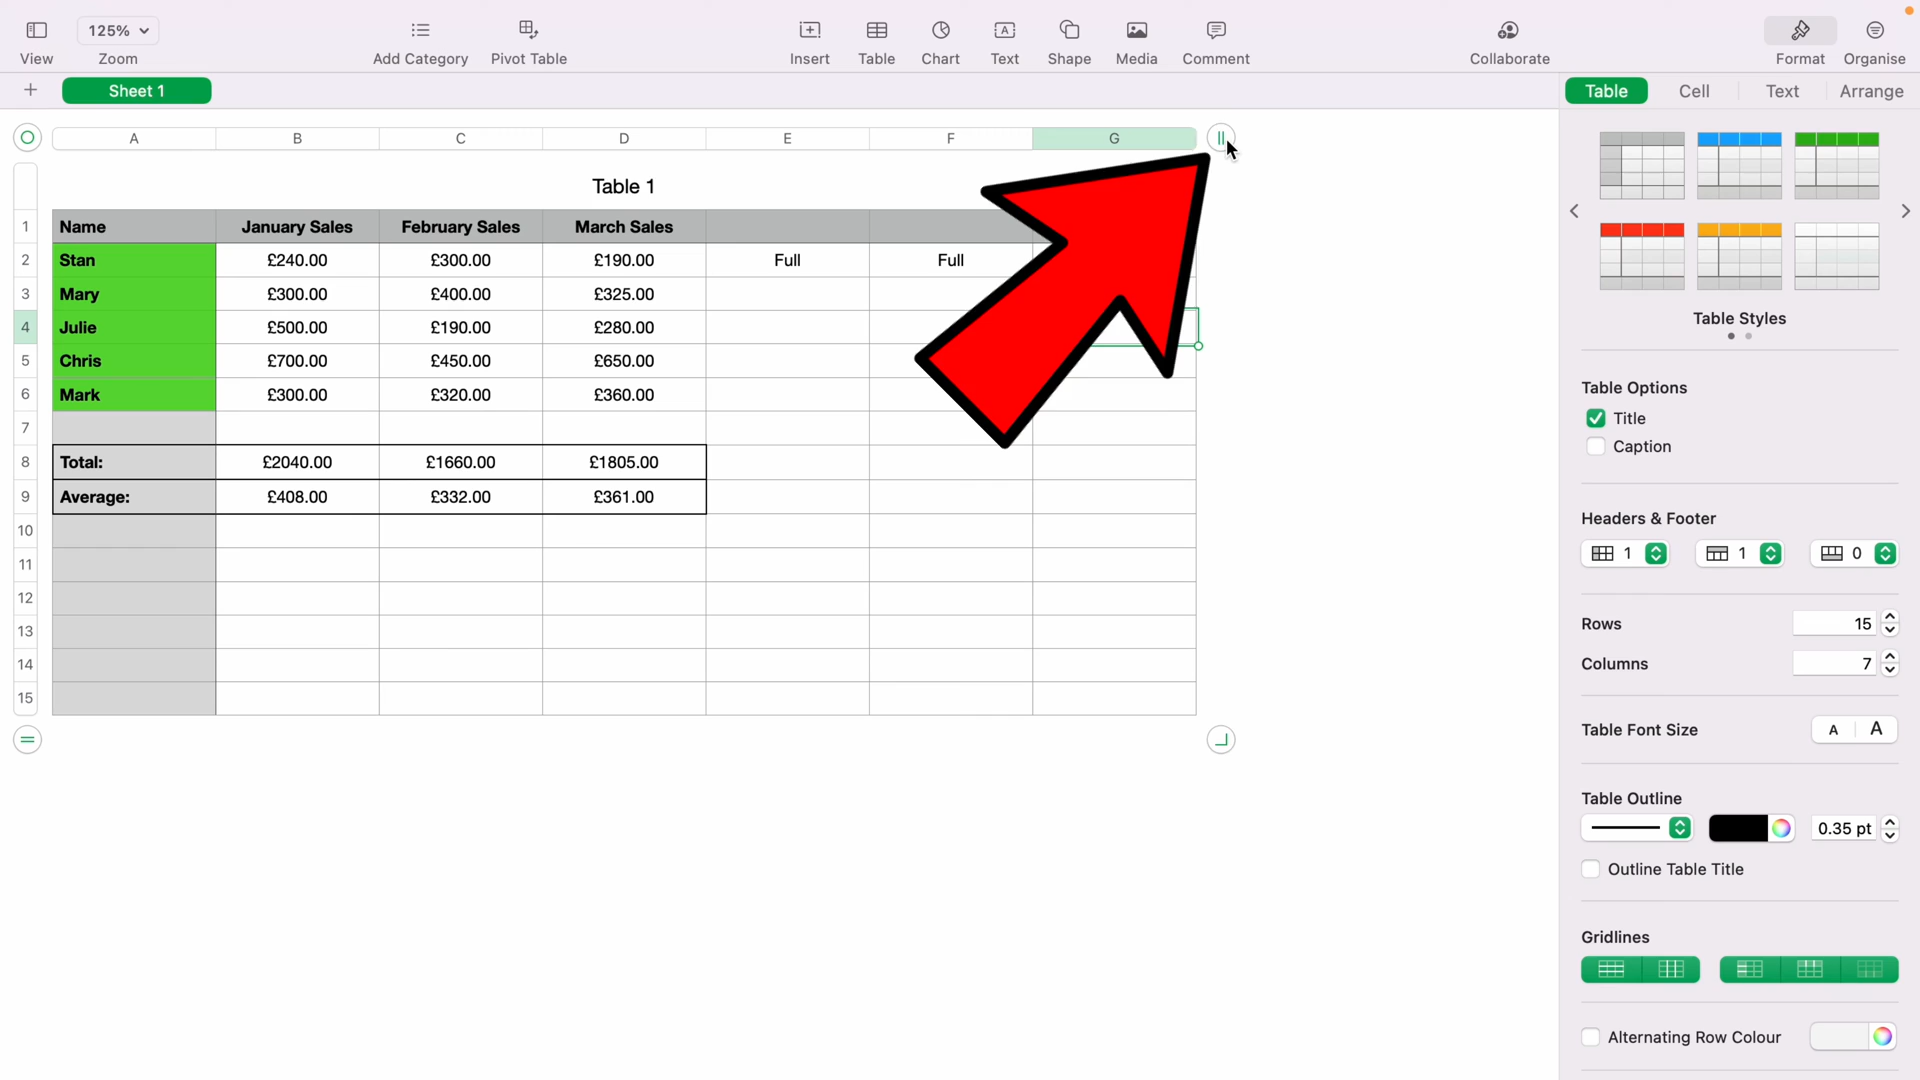 125%
View
Zoom
Add Category
Pivot Table
Insert
Table
Chart
Text
Shape
Media
Comment
Collaborate
Format
Organise
Sheet 1
Table
Cell
Text
Arrange
A B C D E F G
Table 1
1 Name January Sales February Sales March Sales
2 Stan £240.00 £300.00 £190.00 Full Full
3 Mary £300.00 £400.00 £325.00
4 Julie £500.00 £190.00 £280.00
5 Chris £700.00 £450.00 £650.00
6 Mark £300.00 £320.00 £360.00
7
8 Total: £2040.00 £1660.00 £1805.00
9 Average: £408.00 £332.00 £361.00
10
11
12
13
14
15
Table Styles
Table Options
Title
Caption
Headers & Footer
1 1 0
Rows 15
Columns 7
Table Font Size A A
Table Outline
0.35 pt
Outline Table Title
Gridlines
Alternating Row Colour